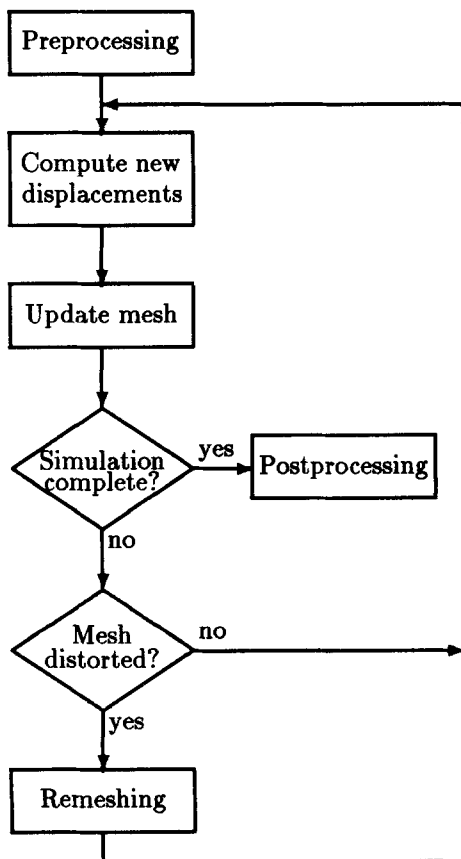 Preprocessing
Compute new
displacements
Update mesh
Simulation
complete?
yes
Postprocessing
no
Mesh
distorted?
no
yes
Remeshing